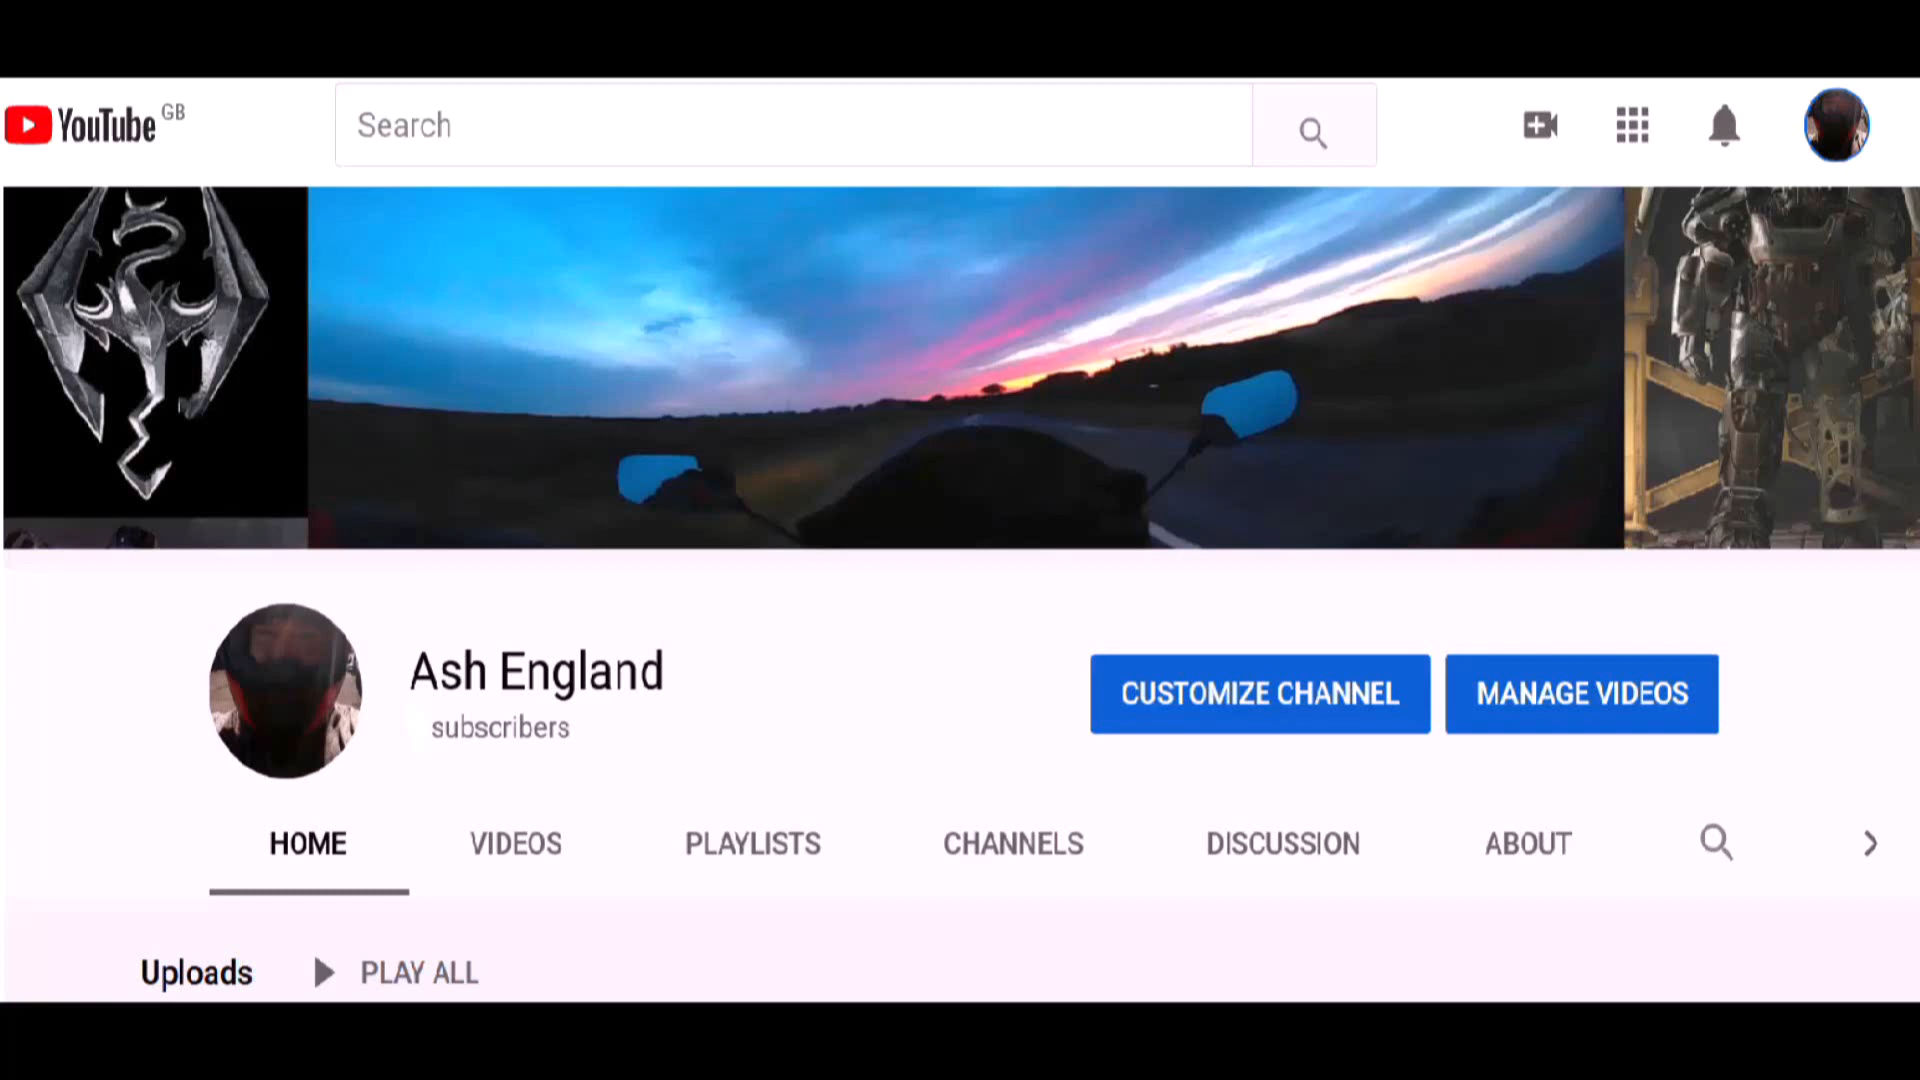 YouTube GB
Search
Ash England
CUSTOMIZE CHANNEL
MANAGE VIDEOS
subscribers
HOME
VIDEOS
PLAYLISTS
CHANNELS
DISCUSSION
ABOUT
Uploads
PLAY ALL